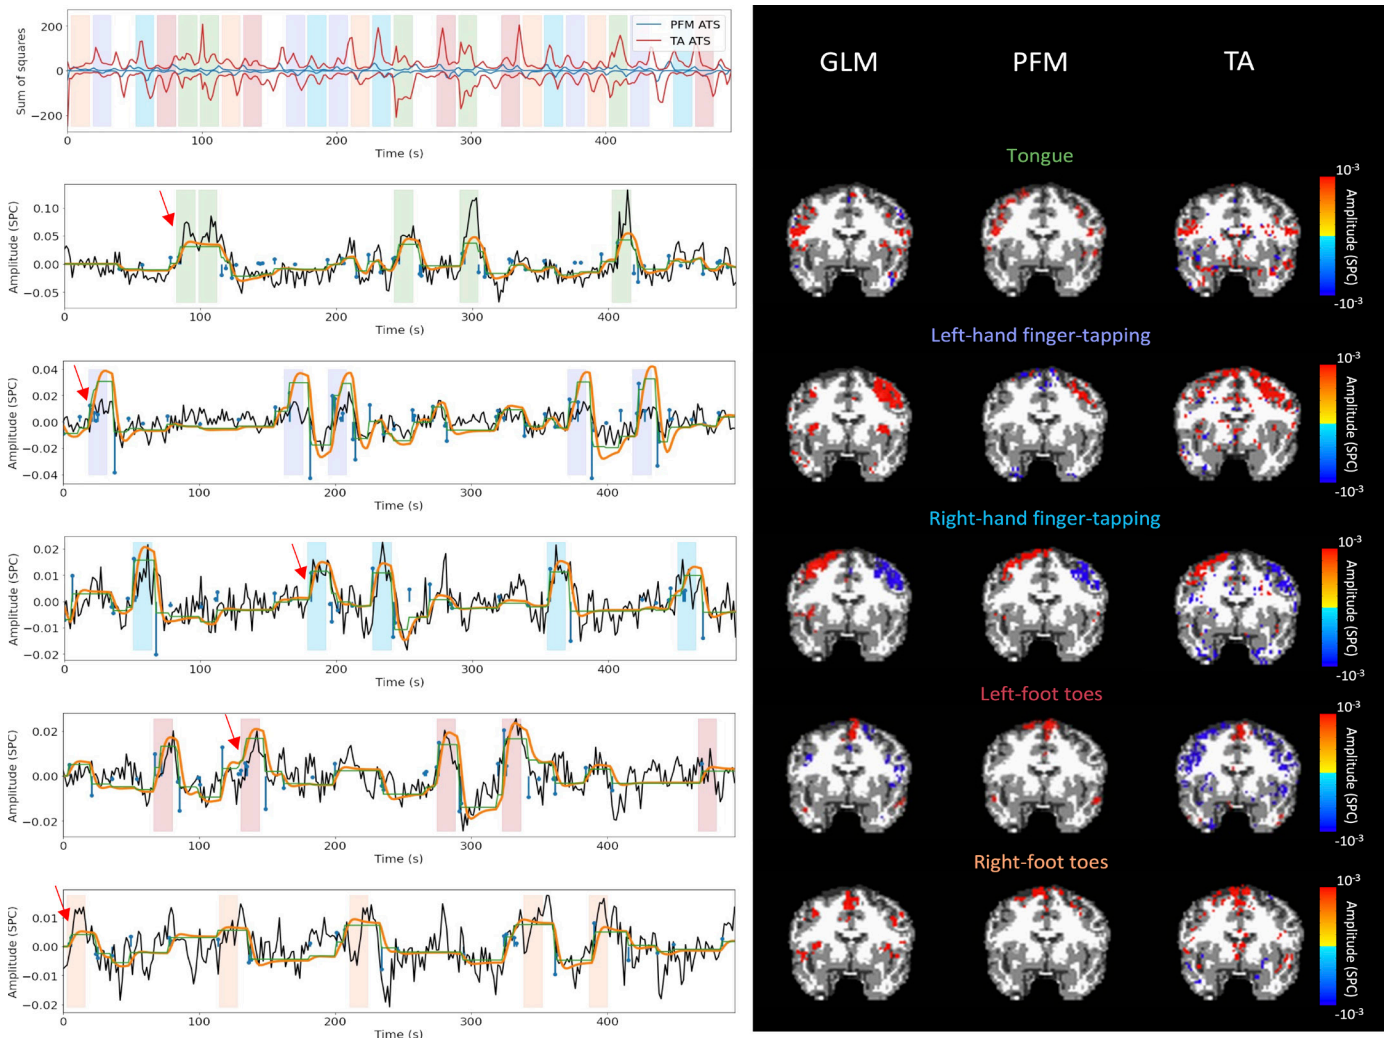 PFM ATS
TA ATS
Sum of squares
200
0
−200
0 100 200 300 400
Time (s)
Amplitude (SPC)
0.10
0.05
0.00
−0.05
0 100 200 300 400
Time (s)
Amplitude (SPC)
0.04
0.02
0.00
−0.02
−0.04
0 100 200 300 400
Time (s)
Amplitude (SPC)
0.02
0.01
0.00
−0.01
−0.02
0 100 200 300 400
Time (s)
Amplitude (SPC)
0.02
0.00
−0.02
0 100 200 300 400
Time (s)
Amplitude (SPC)
0.01
0.00
−0.01
−0.02
0 100 200 300 400
Time (s)
GLM PFM TA
Tongue
10⁻³
Amplitude (SPC)
-10⁻³
Left-hand finger-tapping
10⁻³
Amplitude (SPC)
-10⁻³
Right-hand finger-tapping
10⁻³
Amplitude (SPC)
-10⁻³
Left-foot toes
10⁻³
Amplitude (SPC)
-10⁻³
Right-foot toes
10⁻³
Amplitude (SPC)
-10⁻³